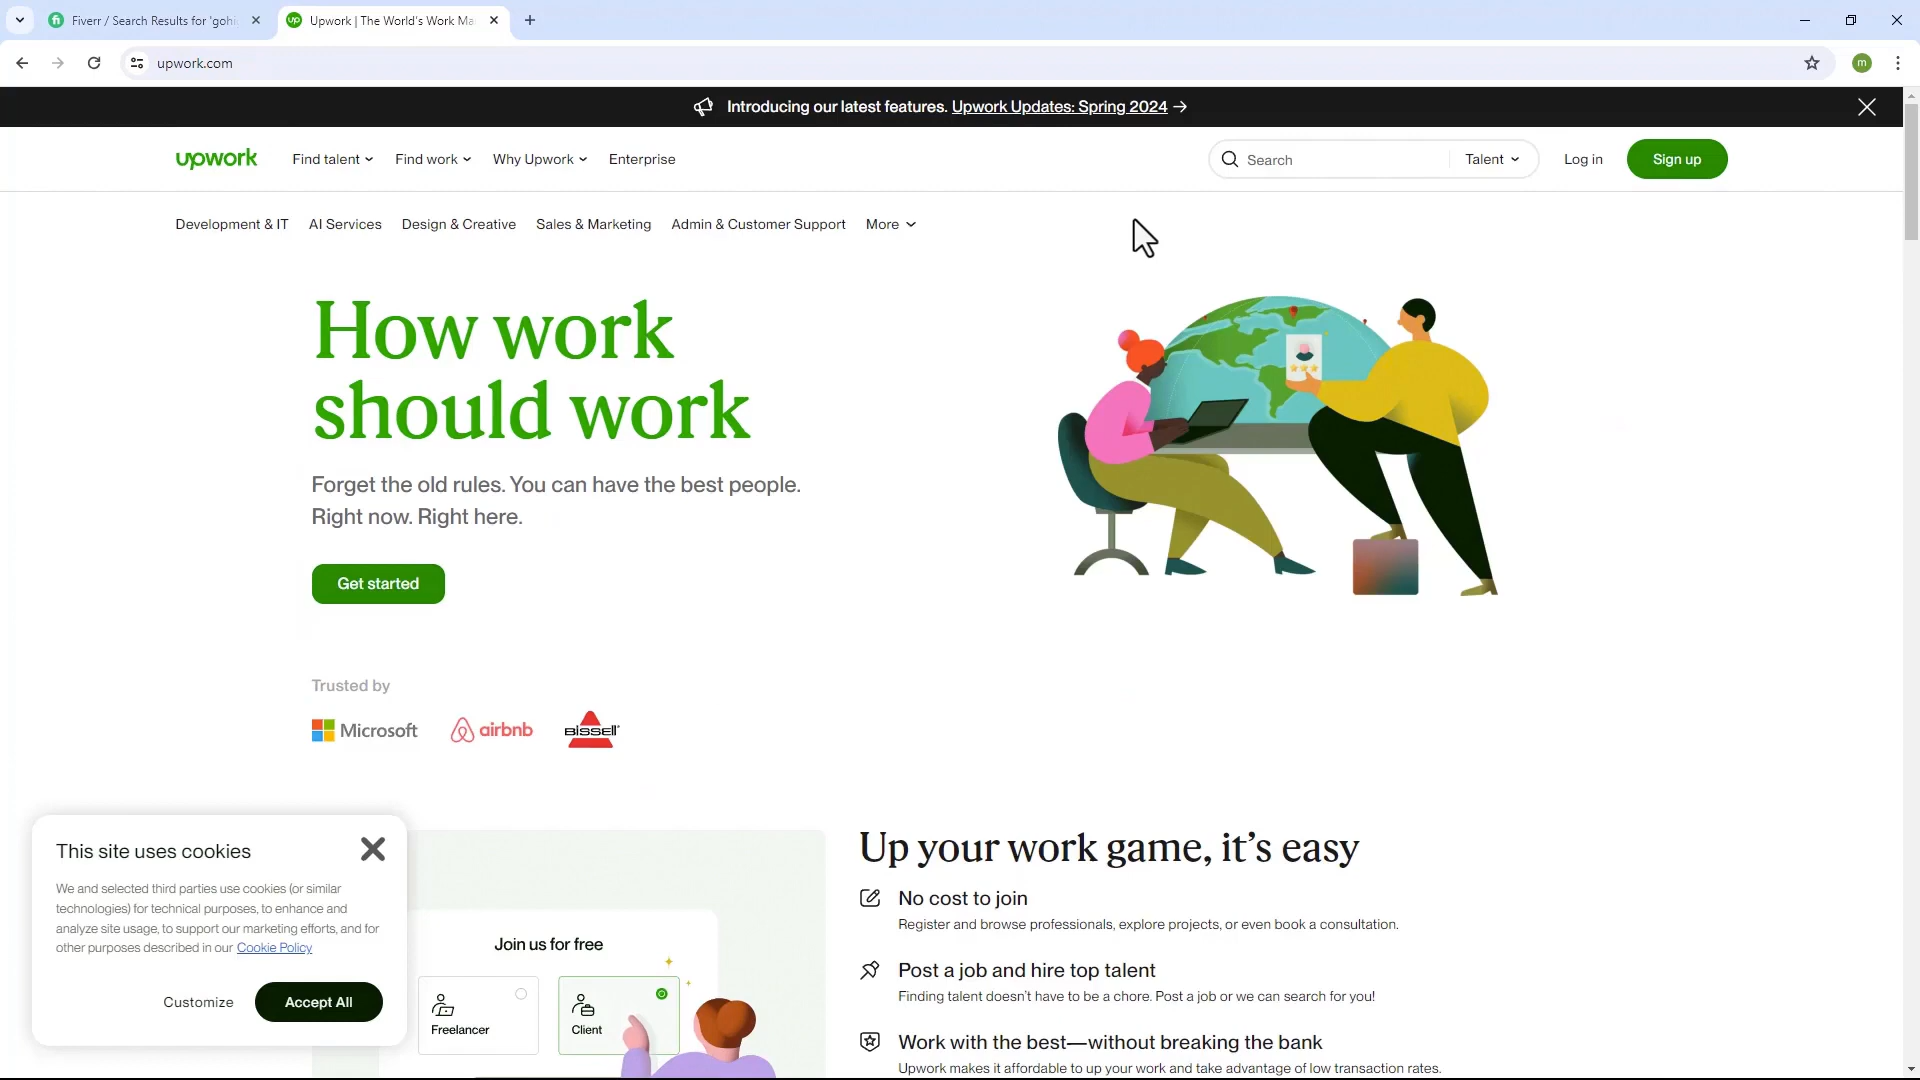 Fiverr / Search Results for 'gohi
Upwork | The World's Work Ma
upwork.com
m
Introducing our latest features. Upwork Updates: Spring 2024 →
upwork
Find talent
Find work
Why Upwork
Enterprise
Search
Talent
Log in
Sign up
Development & IT
AI Services
Design & Creative
Sales & Marketing
Admin & Customer Support
More
How work
should work
Forget the old rules. You can have the best people.
Right now. Right here.
Get started
Trusted by
Microsoft
airbnb
BISSELL
This site uses cookies
We and selected third parties use cookies (or similar
technologies) for technical purposes, to enhance and
analyze site usage, to support our marketing efforts, and for
other purposes described in our Cookie Policy
Customize
Accept All
Join us for free
Freelancer
Client
Up your work game, it's easy
No cost to join
Register and browse professionals, explore projects, or even book a consultation.
Post a job and hire top talent
Finding talent doesn't have to be a chore. Post a job or we can search for you!
Work with the best—without breaking the bank
Upwork makes it affordable to up your work and take advantage of low transaction rates.